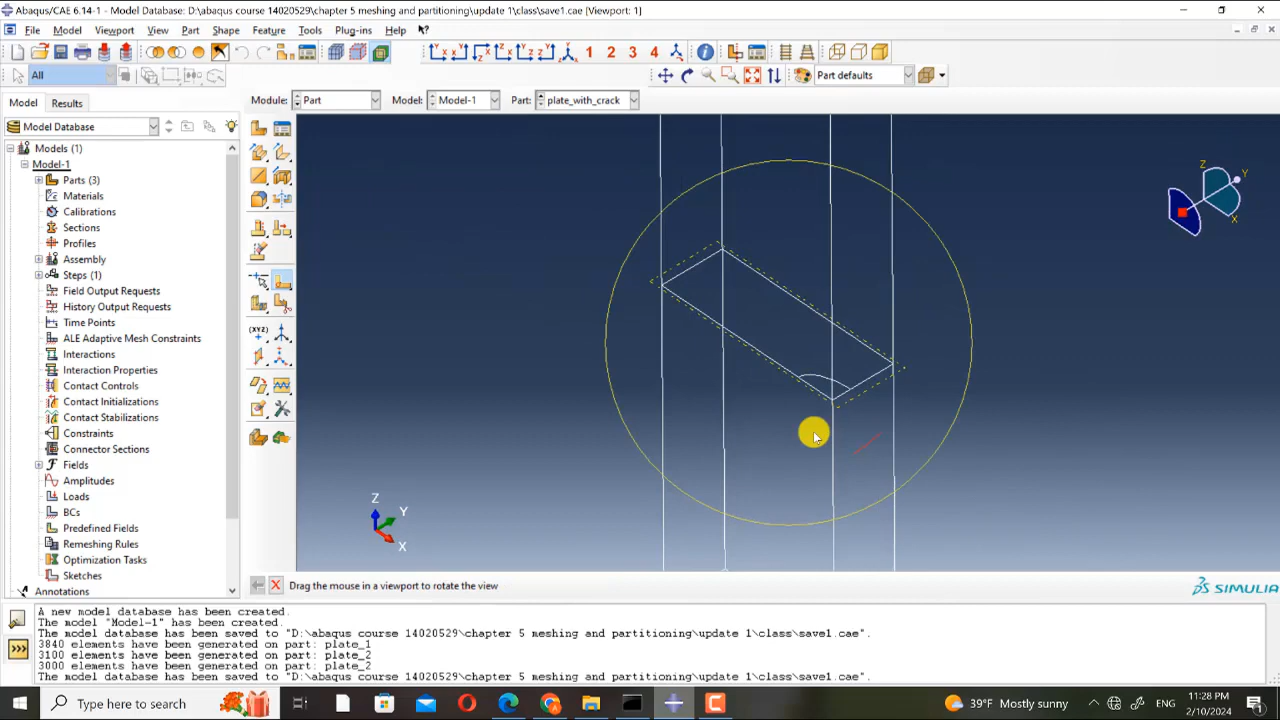 Abaqus/CAE 6.14-1 - Model Database: D:\abaqus course 14020529\chapter 5 meshing and partitioning\update 1\class\save1.cae [Viewport: 1]
File Model Viewport View Part Shape Feature Tools Plug-ins Help
1 2 3 4
All
Part defaults
Model Results
Module: Part Model: Model-1 Part: plate_with_crack
Model Database
Models (1)
Model-1
Parts (3)
Materials
Calibrations
Sections
Profiles
Assembly
Steps (1)
Field Output Requests
History Output Requests
Time Points
ALE Adaptive Mesh Constraints
Interactions
Interaction Properties
Contact Controls
Contact Initializations
Contact Stabilizations
Constraints
Connector Sections
Fields
Amplitudes
Loads
BCs
Predefined Fields
Remeshing Rules
Optimization Tasks
Sketches
Annotations
(XYZ)
Z
Y
X
Z
Y
X
Drag the mouse in a viewport to rotate the view
SIMULIA
A new model database has been created.
The model "Model-1" has been created.
The model database has been saved to "D:\abaqus course 14020529\chapter 5 meshing and partitioning\update 1\class\save1.cae".
3840 elements have been generated on part: plate_1
3100 elements have been generated on part: plate_2
3000 elements have been generated on part: plate_2
The model database has been saved to "D:\abaqus course 14020529\chapter 5 meshing and partitioning\update 1\class\save1.cae".
Type here to search
39°F Mostly sunny
ENG
11:28 PM
2/10/2024